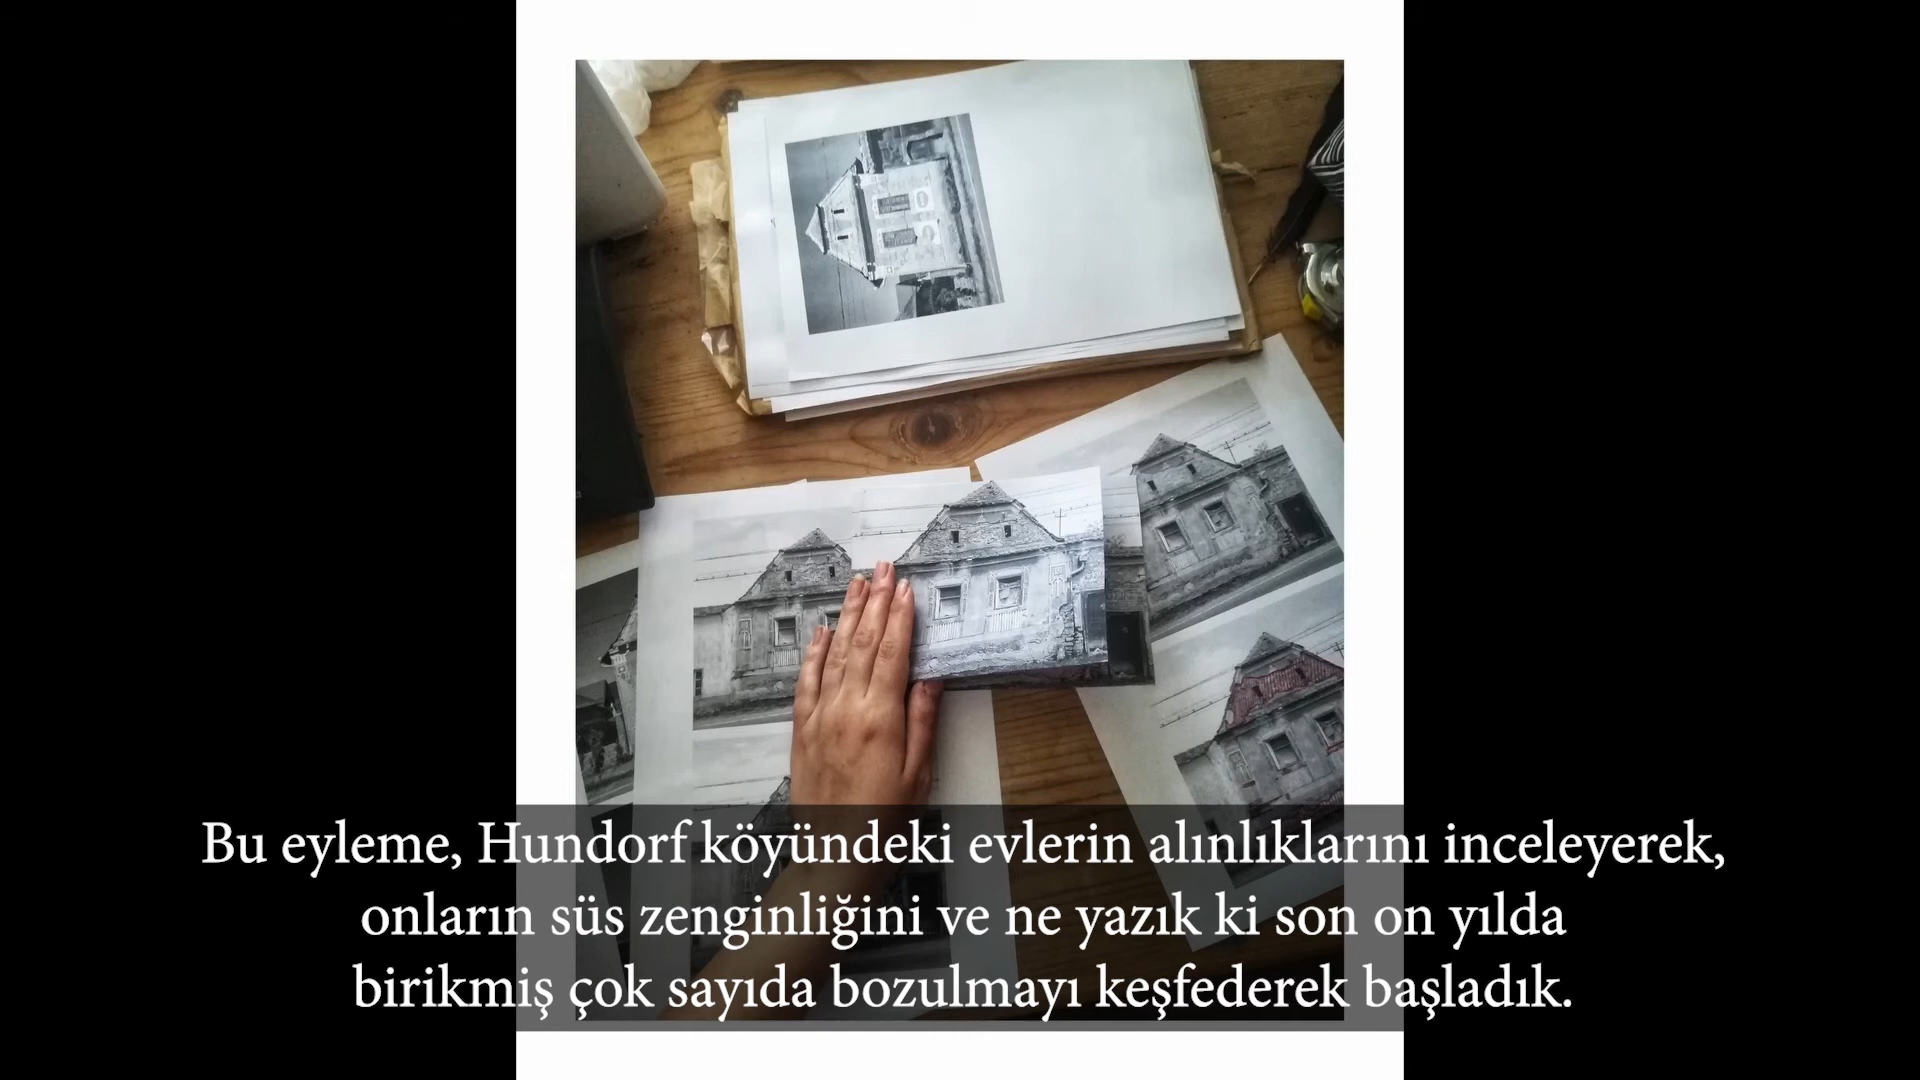 Bu eyleme, Hundorf köyündeki evlerin alınlıklarını inceleyerek,
onların süs zenginliğini ve ne yazık ki son on yılda
birikmiş çok sayıda bozulmayı keşfederek başladık.